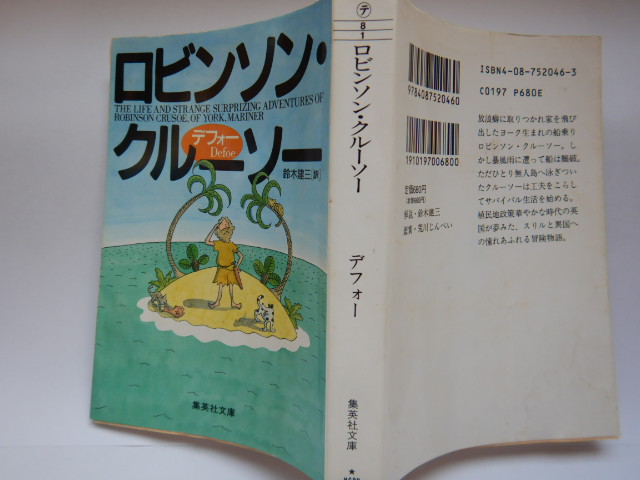 ロビンソン・
THE LIFE AND STRANGE SURPRIZING ADVENTURES OF
ROBINSON CRUSOE, OF YORK, MARINER
クルーソー
デフォー
Defoe
鈴木建三[訳]
集英社文庫
テ
8
1
ロビンソン・クルーソー
デフォー
集英社文庫
★
9784087520460
1910197006800
ISBN4-08-752046-3
C0197 P680E
定価680円
解説・鈴木建三
放浪癖に取りつかれ家を飛び
出したヨーク生まれの船乗り
ロビンソン・クルーソー。し
かし暴風雨に遭って船は難破。
ただひとり無人島へ泳ぎつい
たクルーソーは工夫をこらし
てサバイバル生活を始める。
植民地政策華やかな時代の英
国が夢みた、スリルと異国へ
の憧れあふれる冒険物語。